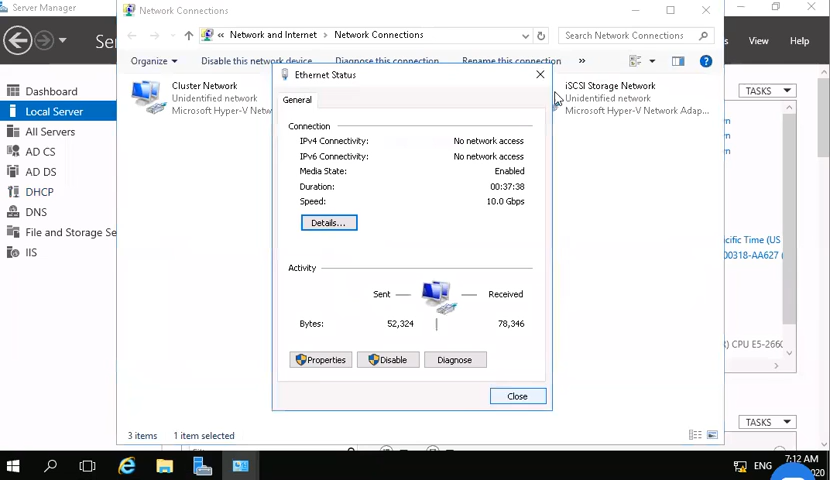 Server Manager
Network Connections
« Network and Internet › Network Connections
Search Network Connections
View Help
Organize
Disable this network device
Diagnose this connection
Rename this connection
»
Dashboard
Local Server
All Servers
AD CS
AD DS
DHCP
DNS
File and Storage Se
IIS
Cluster Network
Unidentified network
Microsoft Hyper-V Netw
iSCSI Storage Network
Unidentified network
Microsoft Hyper-V Network Adap...
Ethernet Status
General
Connection
IPv4 Connectivity: No network access
IPv6 Connectivity: No network access
Media State: Enabled
Duration: 00:37:38
Speed: 10.0 Gbps
Details...
Activity
Sent Received
Bytes: 52,324 78,346
Properties
Disable
Diagnose
Close
TASKS
cific Time (US
00318-AA627 (
R) CPU E5-2660
TASKS
3 items
1 item selected
ENG
7:12 AM